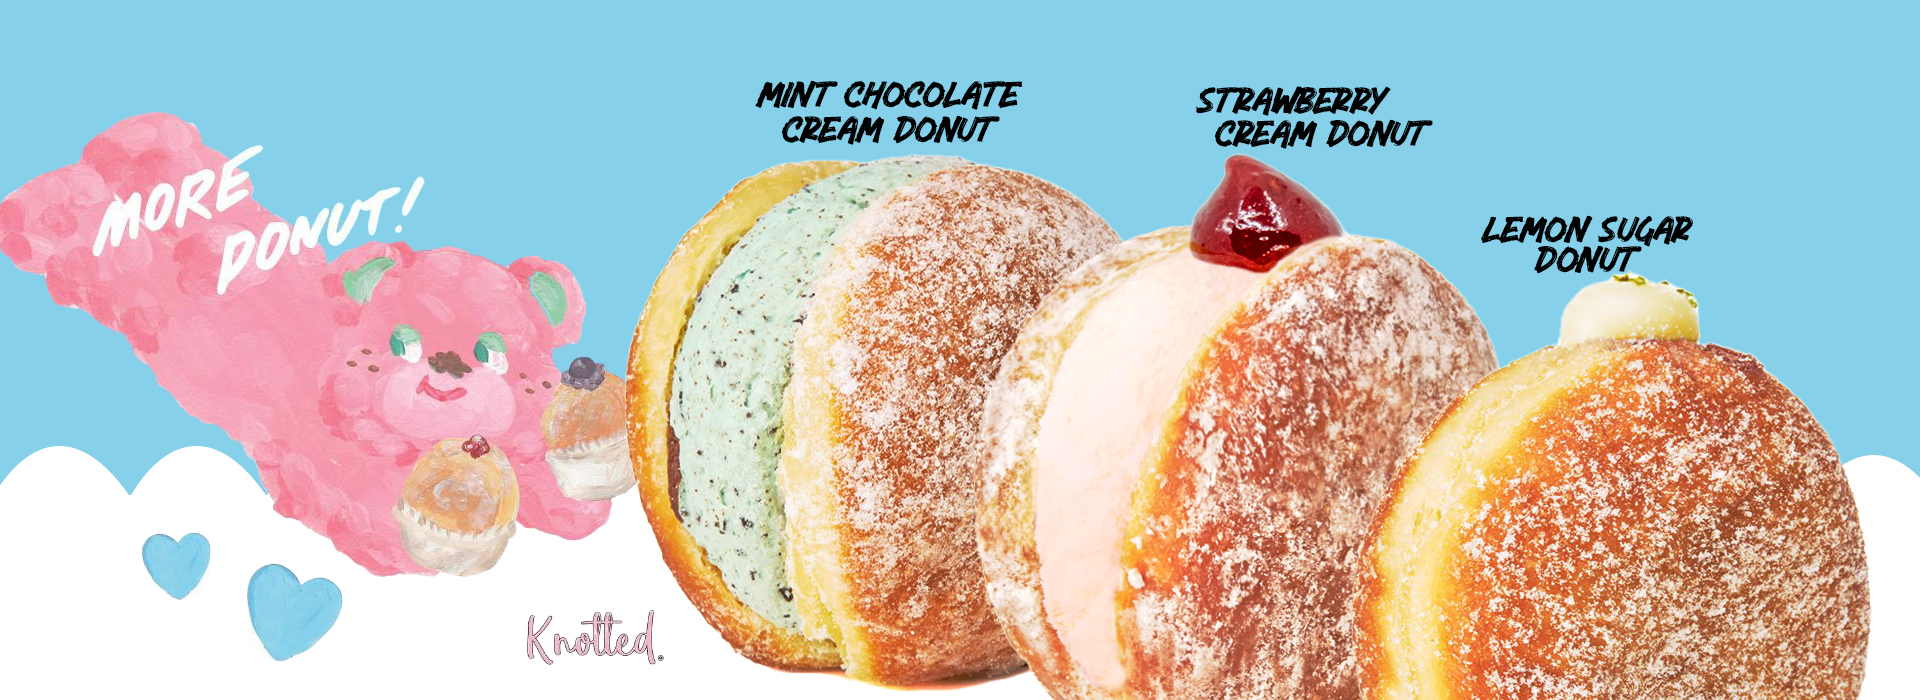 MORE
DONUT!
MINT CHOCOLATE
CREAM DONUT
STRAWBERRY
CREAM DONUT
LEMON SUGAR
DONUT
Knotted.